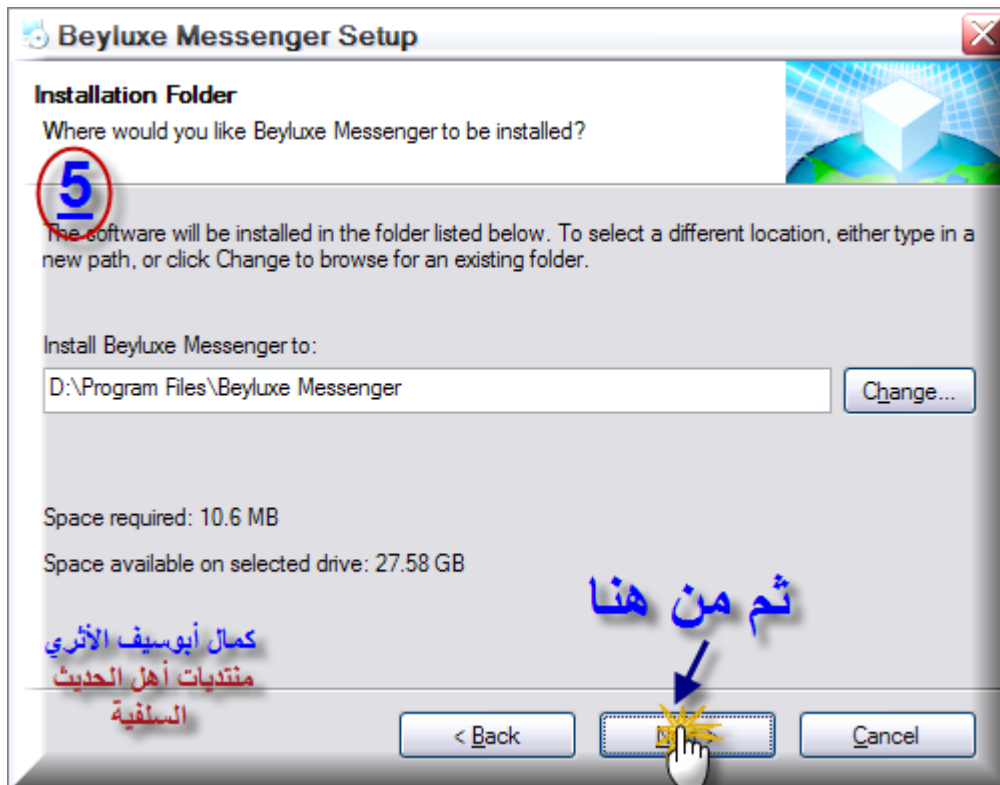 Beyluxe Messenger Setup
Installation Folder
Where would you like Beyluxe Messenger to be installed?
5
The software will be installed in the folder listed below. To select a different location, either type in a
new path, or click Change to browse for an existing folder.
Install Beyluxe Messenger to:
D:\Program Files\Beyluxe Messenger
Change...
Space required: 10.6 MB
Space available on selected drive: 27.58 GB
ثم من هنا
كمال أبوسيف الأثري
منتديات أهل الحديث
السلفية
< Back
Cancel